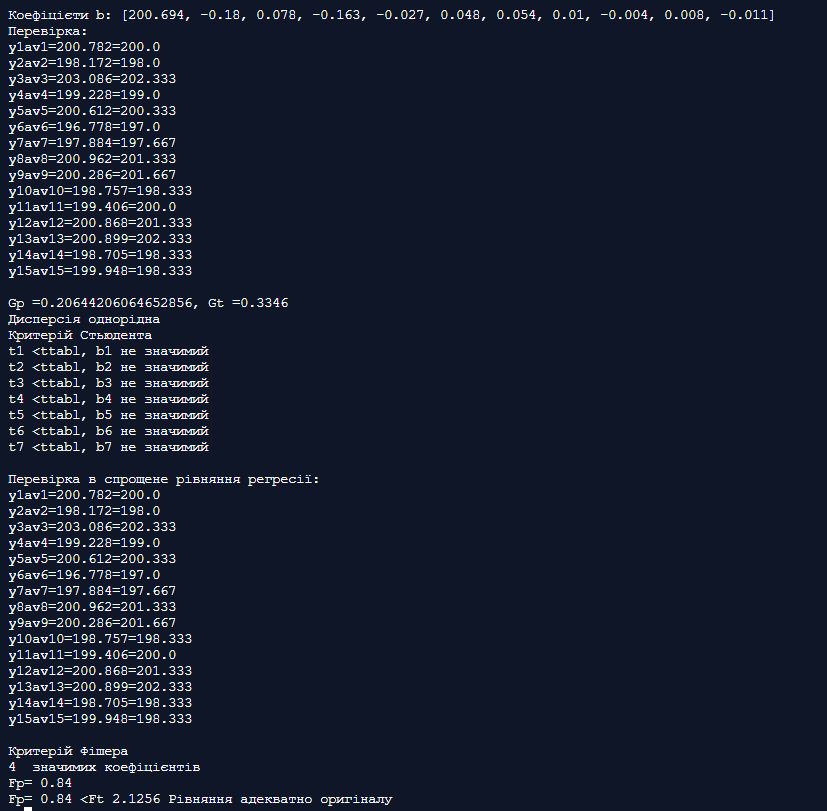 Коефіцієти b: [200.694, -0.18, 0.078, -0.163, -0.027, 0.048, 0.054, 0.01, -0.004, 0.008, -0.011]
Перевірка:
y1av1=200.782=200.0
y2av2=198.172=198.0
y3av3=203.086=202.333
y4av4=199.228=199.0
y5av5=200.612=200.333
y6av6=196.778=197.0
y7av7=197.884=197.667
y8av8=200.962=201.333
y9av9=200.286=201.667
y10av10=198.757=198.333
y11av11=199.406=200.0
y12av12=200.868=201.333
y13av13=200.899=202.333
y14av14=198.705=198.333
y15av15=199.948=198.333
Gp =0.20644206064652856, Gt =0.3346
Дисперсія однорідна
Критерій Стьюдента
t1 <ttabl, b1 не значимий
t2 <ttabl, b2 не значимий
t3 <ttabl, b3 не значимий
t4 <ttabl, b4 не значимий
t5 <ttabl, b5 не значимий
t6 <ttabl, b6 не значимий
t7 <ttabl, b7 не значимий
Перевірка в спрощене рівняння регресії:
y1av1=200.782=200.0
y2av2=198.172=198.0
y3av3=203.086=202.333
y4av4=199.228=199.0
y5av5=200.612=200.333
y6av6=196.778=197.0
y7av7=197.884=197.667
y8av8=200.962=201.333
y9av9=200.286=201.667
y10av10=198.757=198.333
y11av11=199.406=200.0
y12av12=200.868=201.333
y13av13=200.899=202.333
y14av14=198.705=198.333
y15av15=199.948=198.333
Критерій Фішера
4  значимих коефіцієнтів
Fp= 0.84
Fp= 0.84 <Ft 2.1256 Рівняння адекватно оригіналу